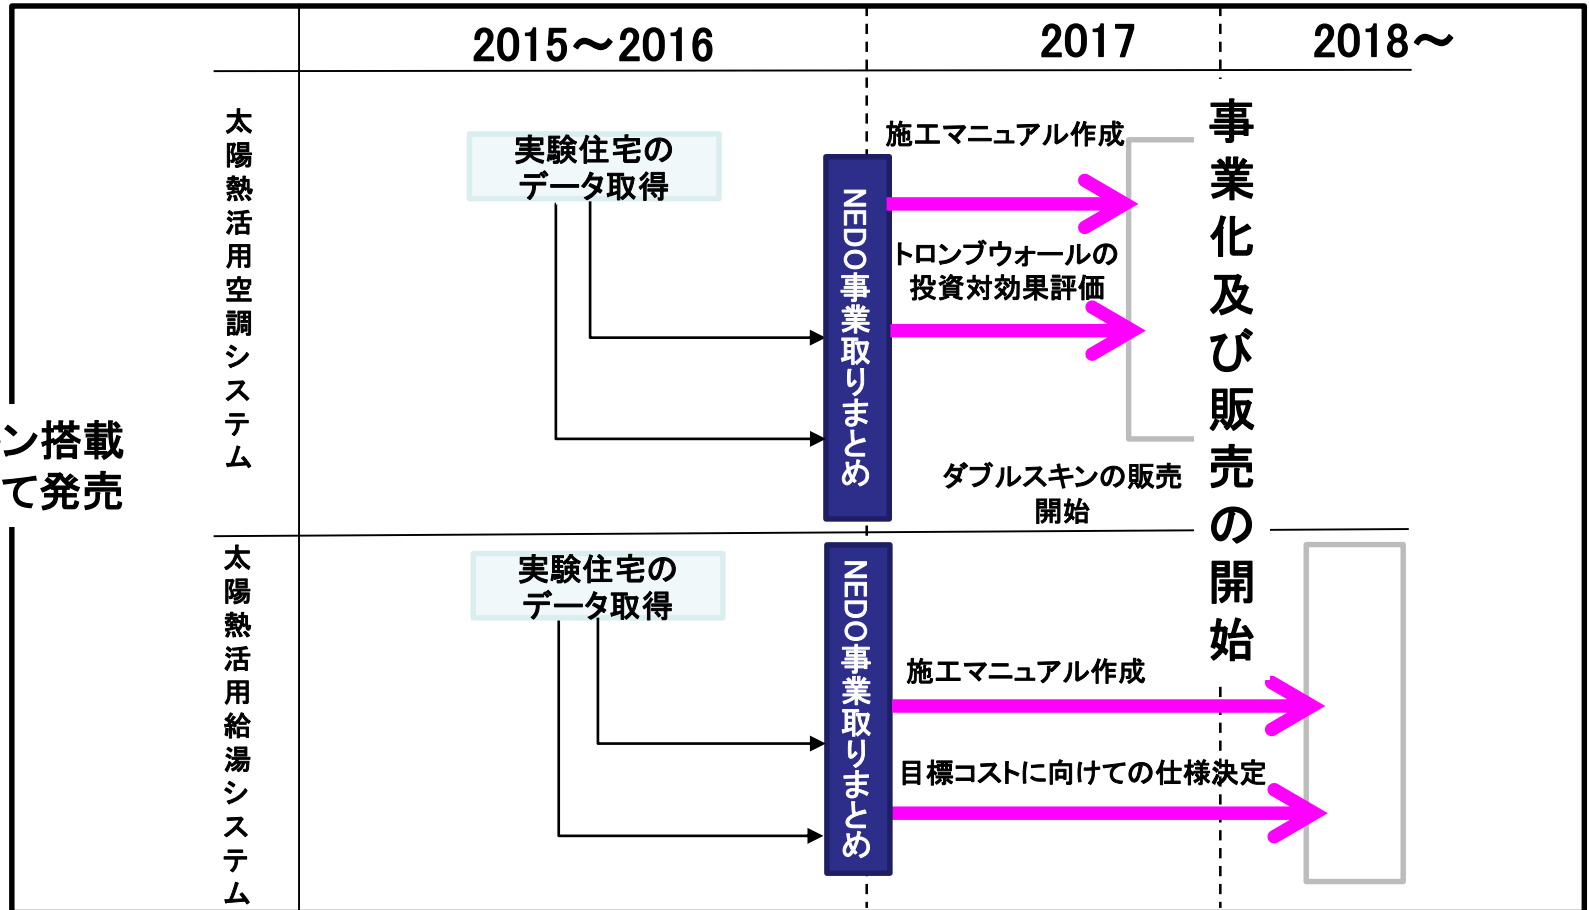 2015～2016
2017
2018～
太陽熱活用空調システム
実験住宅の
データ取得
NEDO事業取りまとめ
施工マニュアル作成
トロンブウォールの
投資対効果評価
ダブルスキンの販売
開始
事業化及び販売の開始
ン搭載
て発売
太陽熱活用給湯システム
実験住宅の
データ取得
NEDO事業取りまとめ
施工マニュアル作成
目標コストに向けての仕様決定